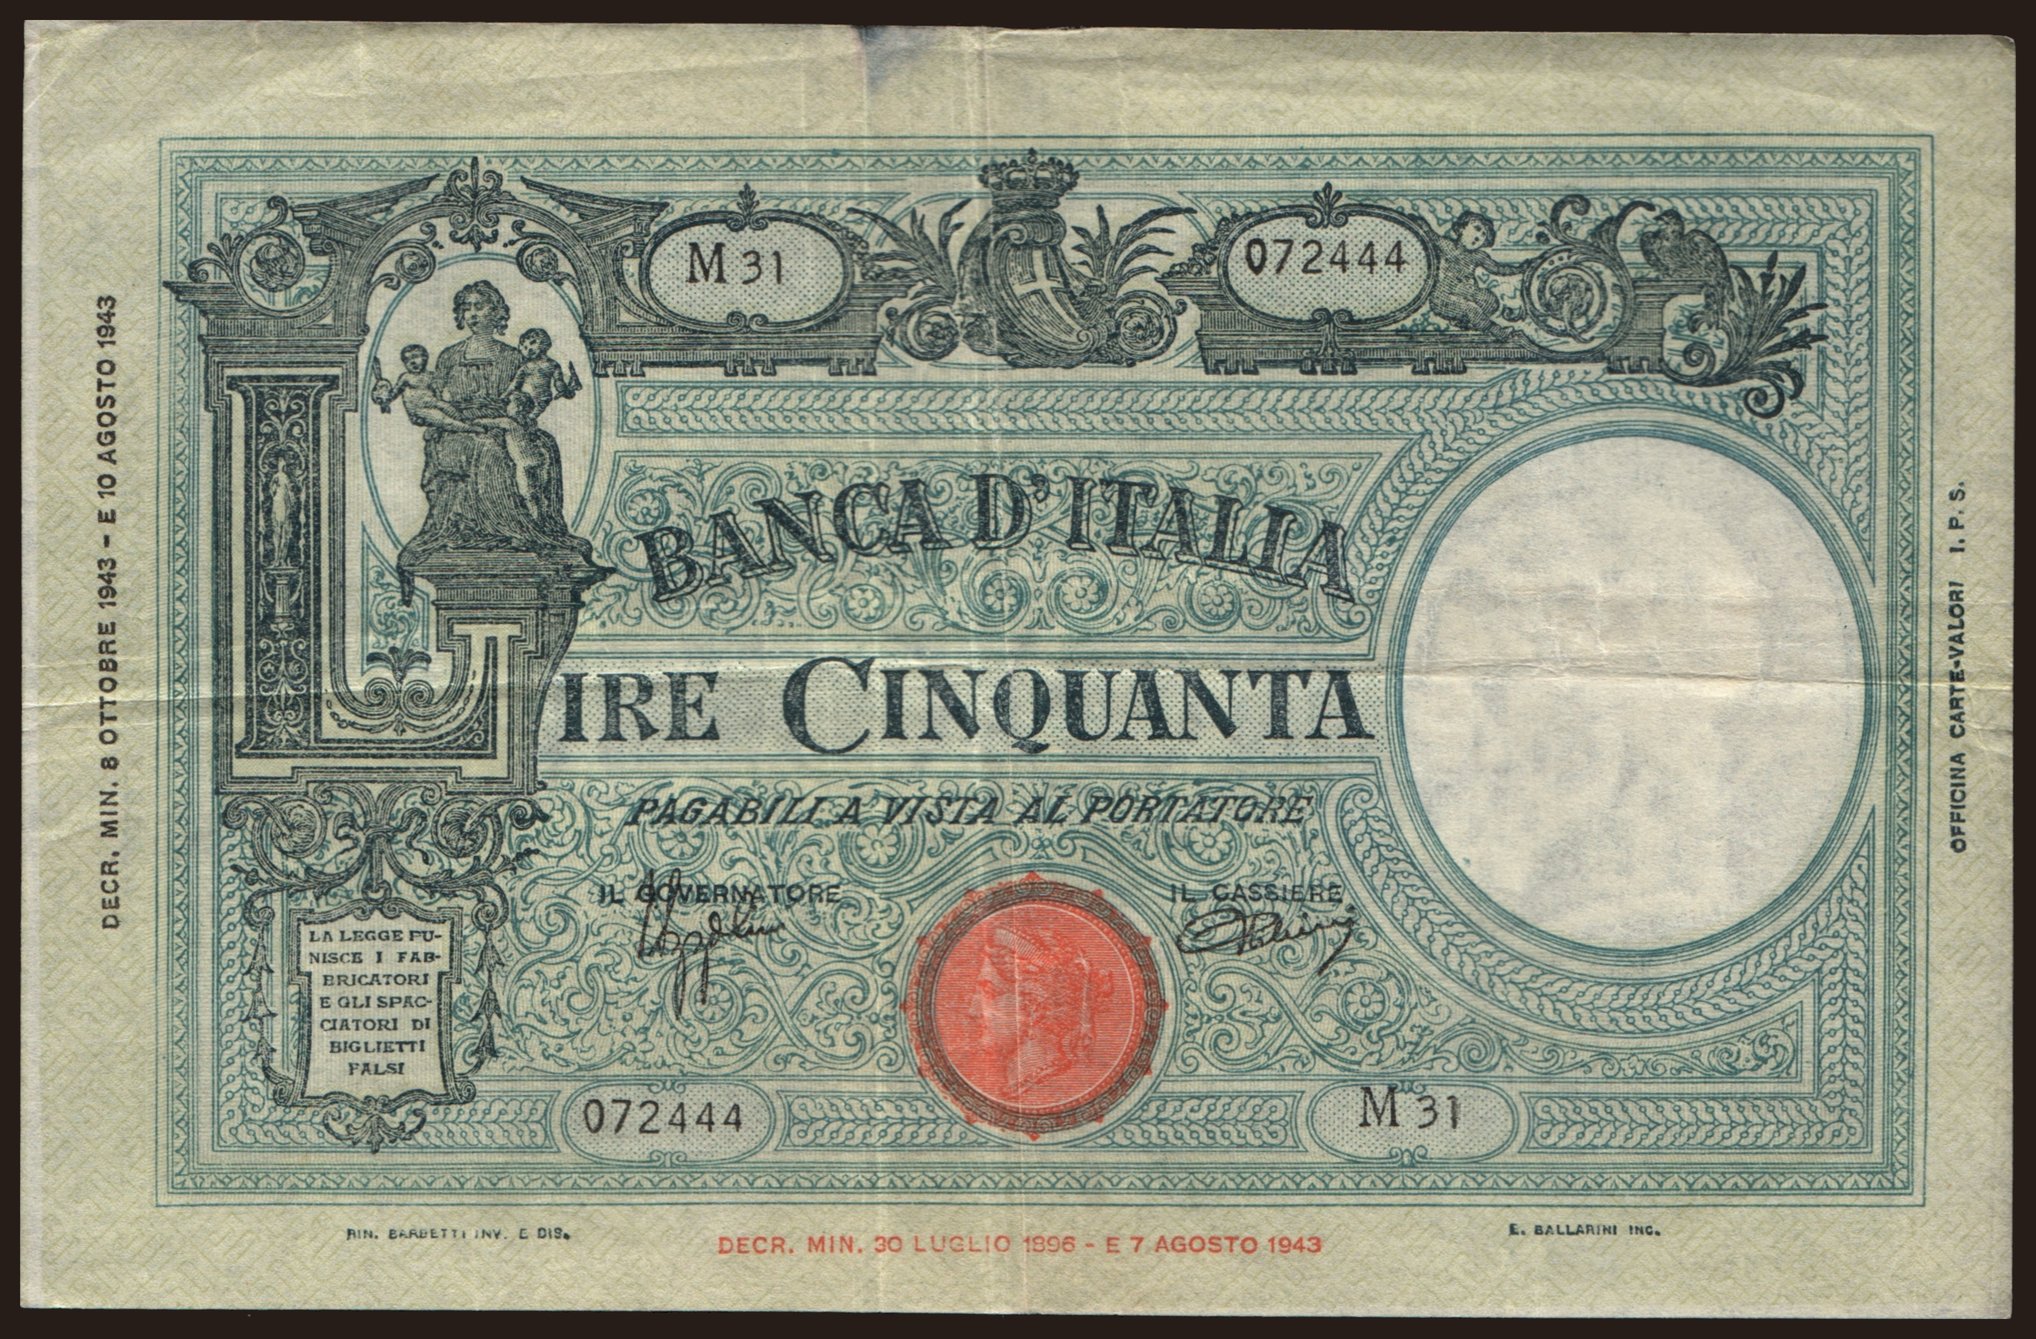 M 31
072444
BANCA D'ITALIA
LIRE CINQUANTA
PAGABILI A VISTA AL PORTATORE
IL GOVERNATORE
IL CASSIERE
LA LEGGE PU-
NISCE I FAB-
BRICATORI
E GLI SPAC-
CIATORI DI
BIGLIETTI
FALSI
072444
M 31
RIN. BARBETTI INV. E DIS.
DECR. MIN. 30 LUGLIO 1896 - E 7 AGOSTO 1943
E. BALLARINI INC.
DECR. MIN. 8 OTTOBRE 1943 - E 10 AGOSTO 1943
OFFICINA CARTE-VALORI I. P. S.